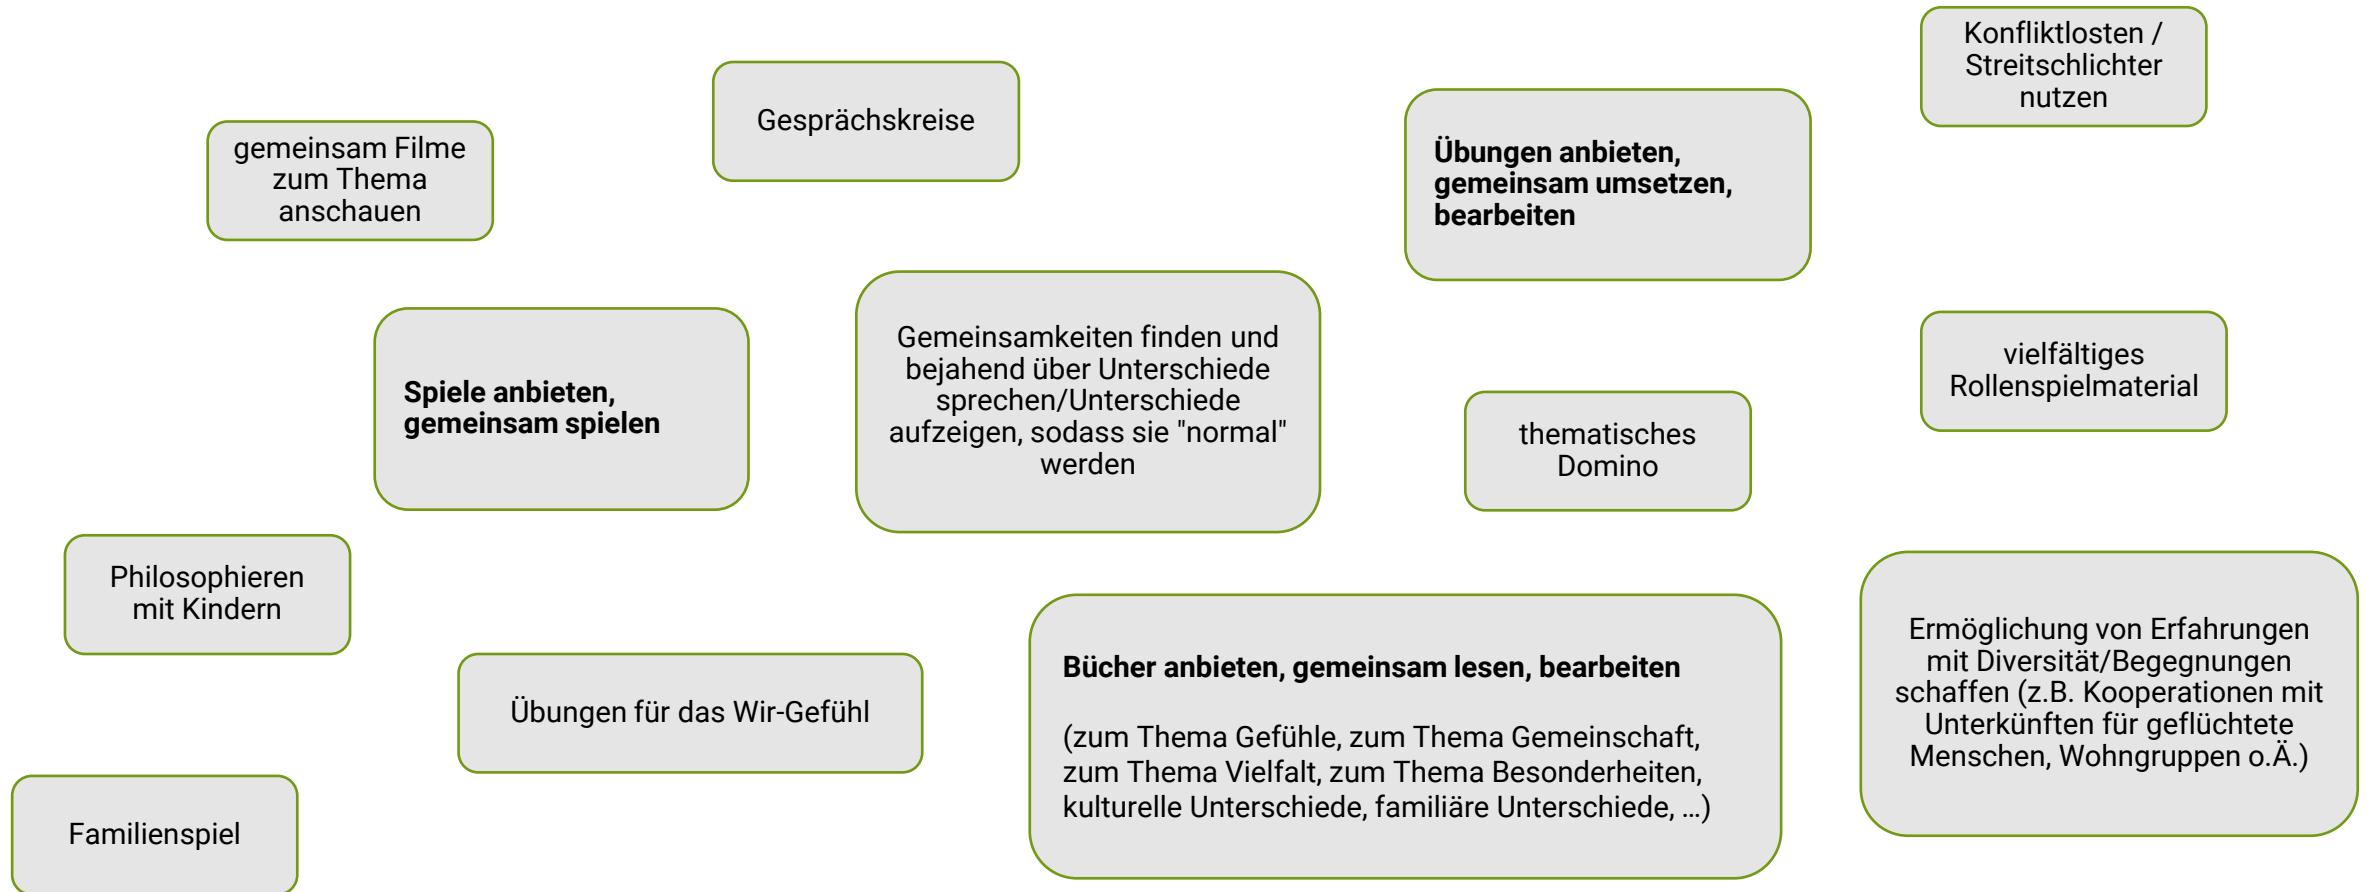 Konfliktlosten /
Streitschlichter
nutzen
Gesprächskreise
gemeinsam Filme
zum Thema
anschauen
Übungen anbieten,
gemeinsam umsetzen,
bearbeiten
Spiele anbieten,
gemeinsam spielen
Gemeinsamkeiten finden und
bejahend über Unterschiede
sprechen/Unterschiede
aufzeigen, sodass sie "normal"
werden
vielfältiges
Rollenspielmaterial
thematisches
Domino
Philosophieren
mit Kindern
Übungen für das Wir-Gefühl
Bücher anbieten, gemeinsam lesen, bearbeiten
(zum Thema Gefühle, zum Thema Gemeinschaft,
zum Thema Vielfalt, zum Thema Besonderheiten,
kulturelle Unterschiede, familiäre Unterschiede, ...)
Ermöglichung von Erfahrungen
mit Diversität/Begegnungen
schaffen (z.B. Kooperationen mit
Unterkünften für geflüchtete
Menschen, Wohngruppen o.Ä.)
Familienspiel